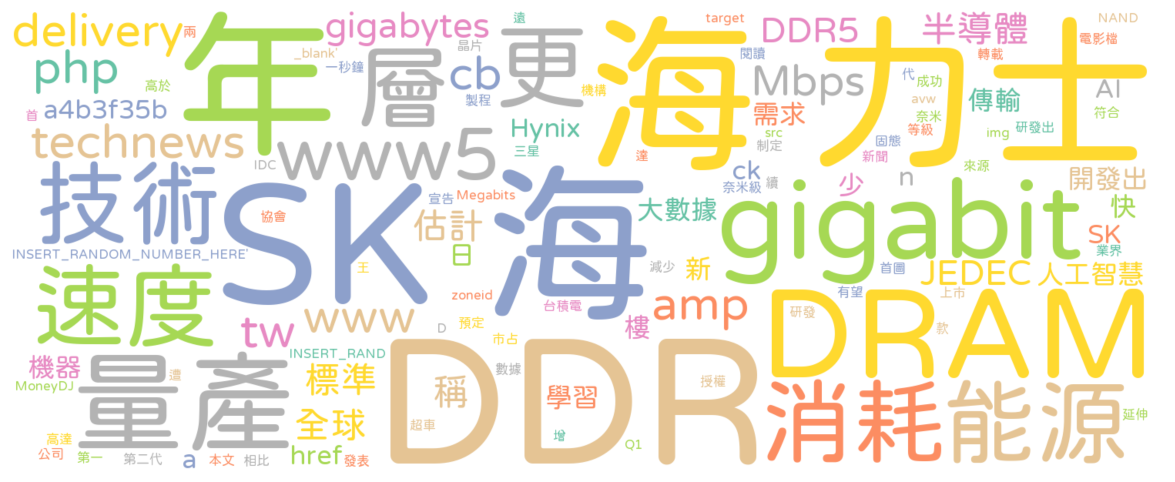 delivery
兩
年
gigabytes
遠
target
DDR5
半導體
NAND
電影檔
轉載
_blank'
晶片
更
海力士
閱讀
php
高於
一秒鐘
層
cb
製程
機構
Mbps
代
成功
AI
首
a4b3f35b
需求
avw
奈米
傳輸
符合
technews
Hynix
src
等級
img
研發出
IDC
www5
三星
達
制定
固態
新聞
來源
技術
SK
宣告
Megabits
海
ck
奈米級
續
少
n
開發出
協會
估計
大數據
gigabit
快
SK
業界
INSERT_RANDOM_NUMBER_HERE'
日
王
減少
新
首圖
JEDEC
人工智慧
速度
zoneid
台積電
amp
有望
上市
tw
www
D
預定
樓
DRAM
研發
款
INSERT_RAND
市占
機器
MoneyDJ
量產
標準
DDR
數據
稱
學習
授權
消耗
能源
延伸
全球
超車
增
Q1
高達
公司
第一
第二代
a
本文
相比
href
發表